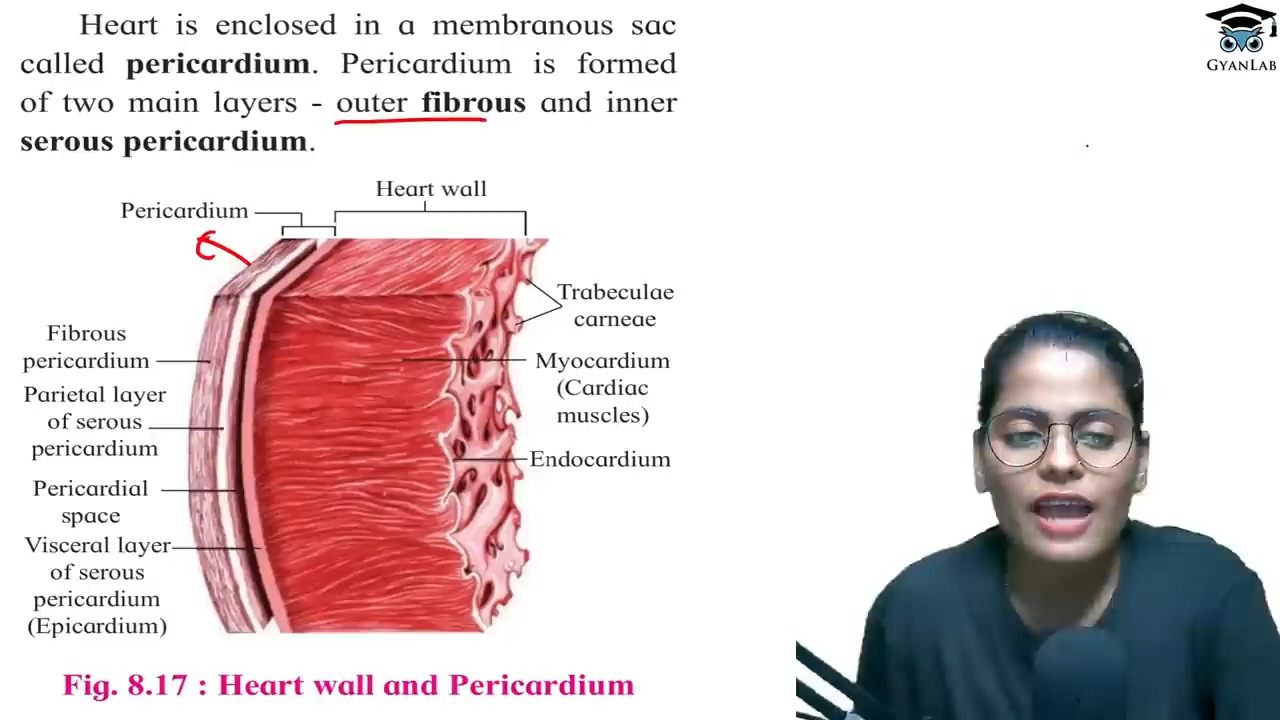 Heart is enclosed in a membranous sac
called pericardium. Pericardium is formed
of two main layers - outer fibrous and inner
serous pericardium.
GYANLAB
Heart wall
Pericardium
Trabeculae
carneae
Fibrous
pericardium
Myocardium
(Cardiac
muscles)
Parietal layer
of serous
pericardium
Endocardium
Pericardial
space
Visceral layer
of serous
pericardium
(Epicardium)
Fig. 8.17 : Heart wall and Pericardium